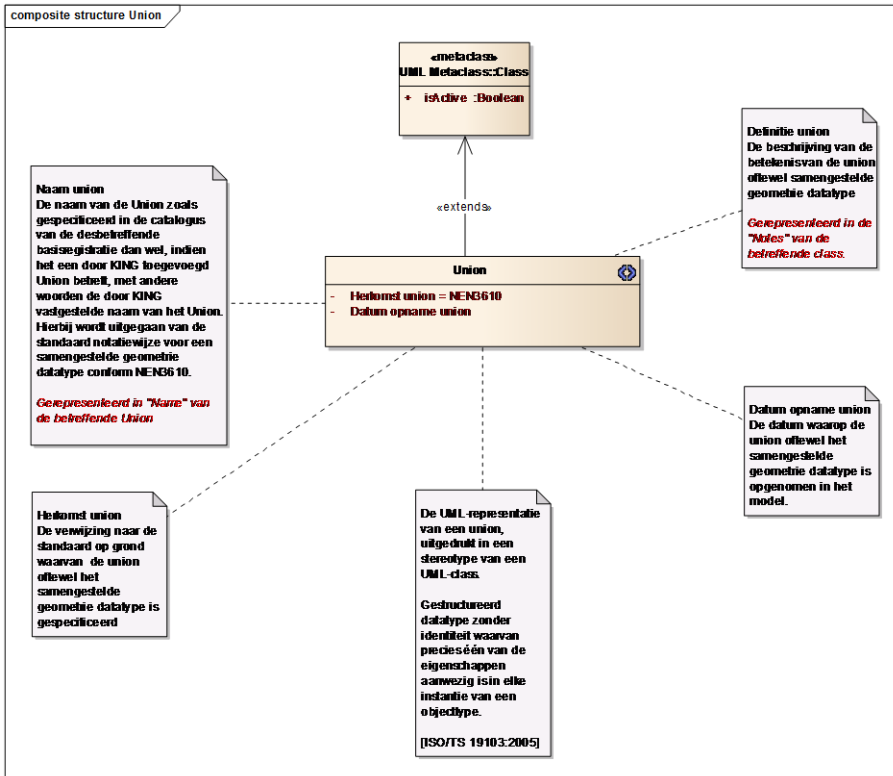 composite structure Union
«metaclass»
UML Metaclass::Class
+ isActive :Boolean
«extends»
Definitie union
De beschrijving van de
betekenisvan de union
oftewel samengestelde
geometrie datatype
Gerepresenteerd in de
"Notes" van de
betreffende class.
Naam union
De naam van de Union zoals
gespecificeerd in de catalogus
van de desbetreffende
basisregistratie dan wel, indien
het een door KING toegevoegd
Union betreft, met andere
woorden de door KING
vastgestelde naam van het Union.
Hierbij wordt uitgegaan van de
standaard notatiewijze voor een
samengestelde geometrie
datatype conform NEN3610.
Gerepresenteerd in "Name" van
de betreffende Union
Union
- Herkomst union = NEN3610
- Datum opname union
Datum opname union
De datum waarop de
union oftewel het
samengestelde
geometrie datatype is
opgenomen in het
model.
Herkomst union
De verwijzing naar de
standaard op grond
waarvan de union
oftewel het
samengestelde
geometrie datatype is
gespecificeerd
De UML-representatie
van een union,
uitgedrukt in een
stereotype van een
UML-class.
Gestructureerd
datatype zonder
identiteit waarvan
precies één van de
eigenschappen
aanwezig is in elke
instantie van een
objecttype.
[ISO/TS 19103:2005]